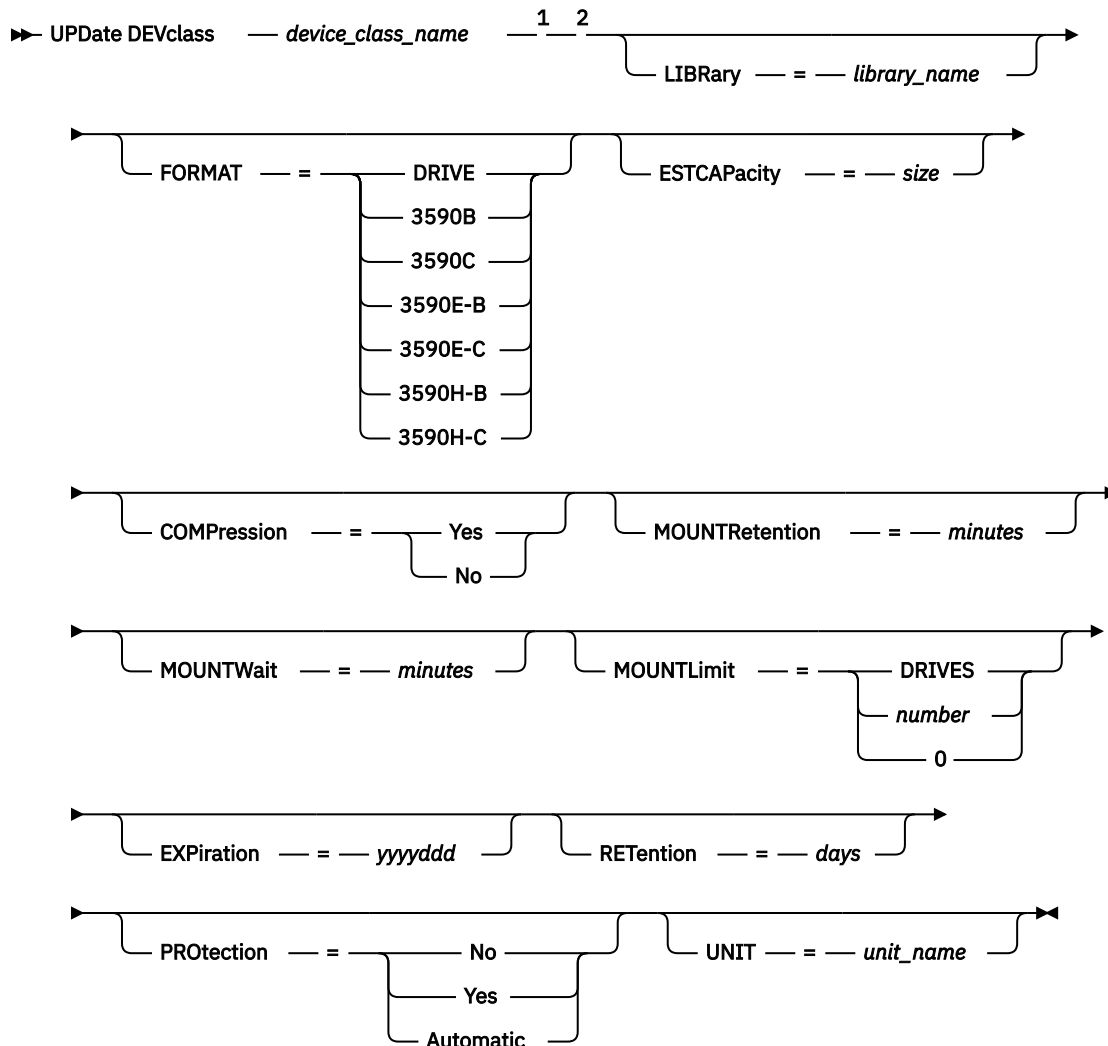 1 2
UPDate DEVclass device_class_name
LIBRary = library_name
FORMAT = DRIVE
3590B
3590C
3590E-B
3590E-C
3590H-B
3590H-C
ESTCAPacity = size
COMPression = Yes
No
MOUNTRetention = minutes
MOUNTWait = minutes
MOUNTLimit = DRIVES
number
0
EXPiration = yyyyddd
RETention = days
PROtection = No
Yes
Automatic
UNIT = unit_name